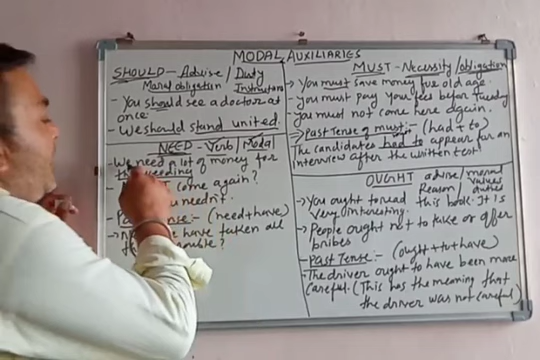 MODAL AUXILIARIES
SHOULD - Advise / Duty
Moral obligation Instruction
- You should see a doctor at
once.
- We should stand united.
NEED - Verb / Modal
- We need a lot of money for
the
come again?
needn't.
(need + have)
have taken all
MUST - Necessity / obligation
- You must save money for old age.
- you must pay your fees before Tuesday
- you must not come here again.
→ Past Tense of must :- (had + to)
The candidates had to appear for an
interview after the written test.
OUGHT advise / moral
Reason / values
duties
- You ought to read this book. It is
very interesting.
→ People ought not to take or offer
bribes
- Past Tense :- (ought + to + have)
- The driver ought to have been more
careful. (This has the meaning that
the driver was not careful)